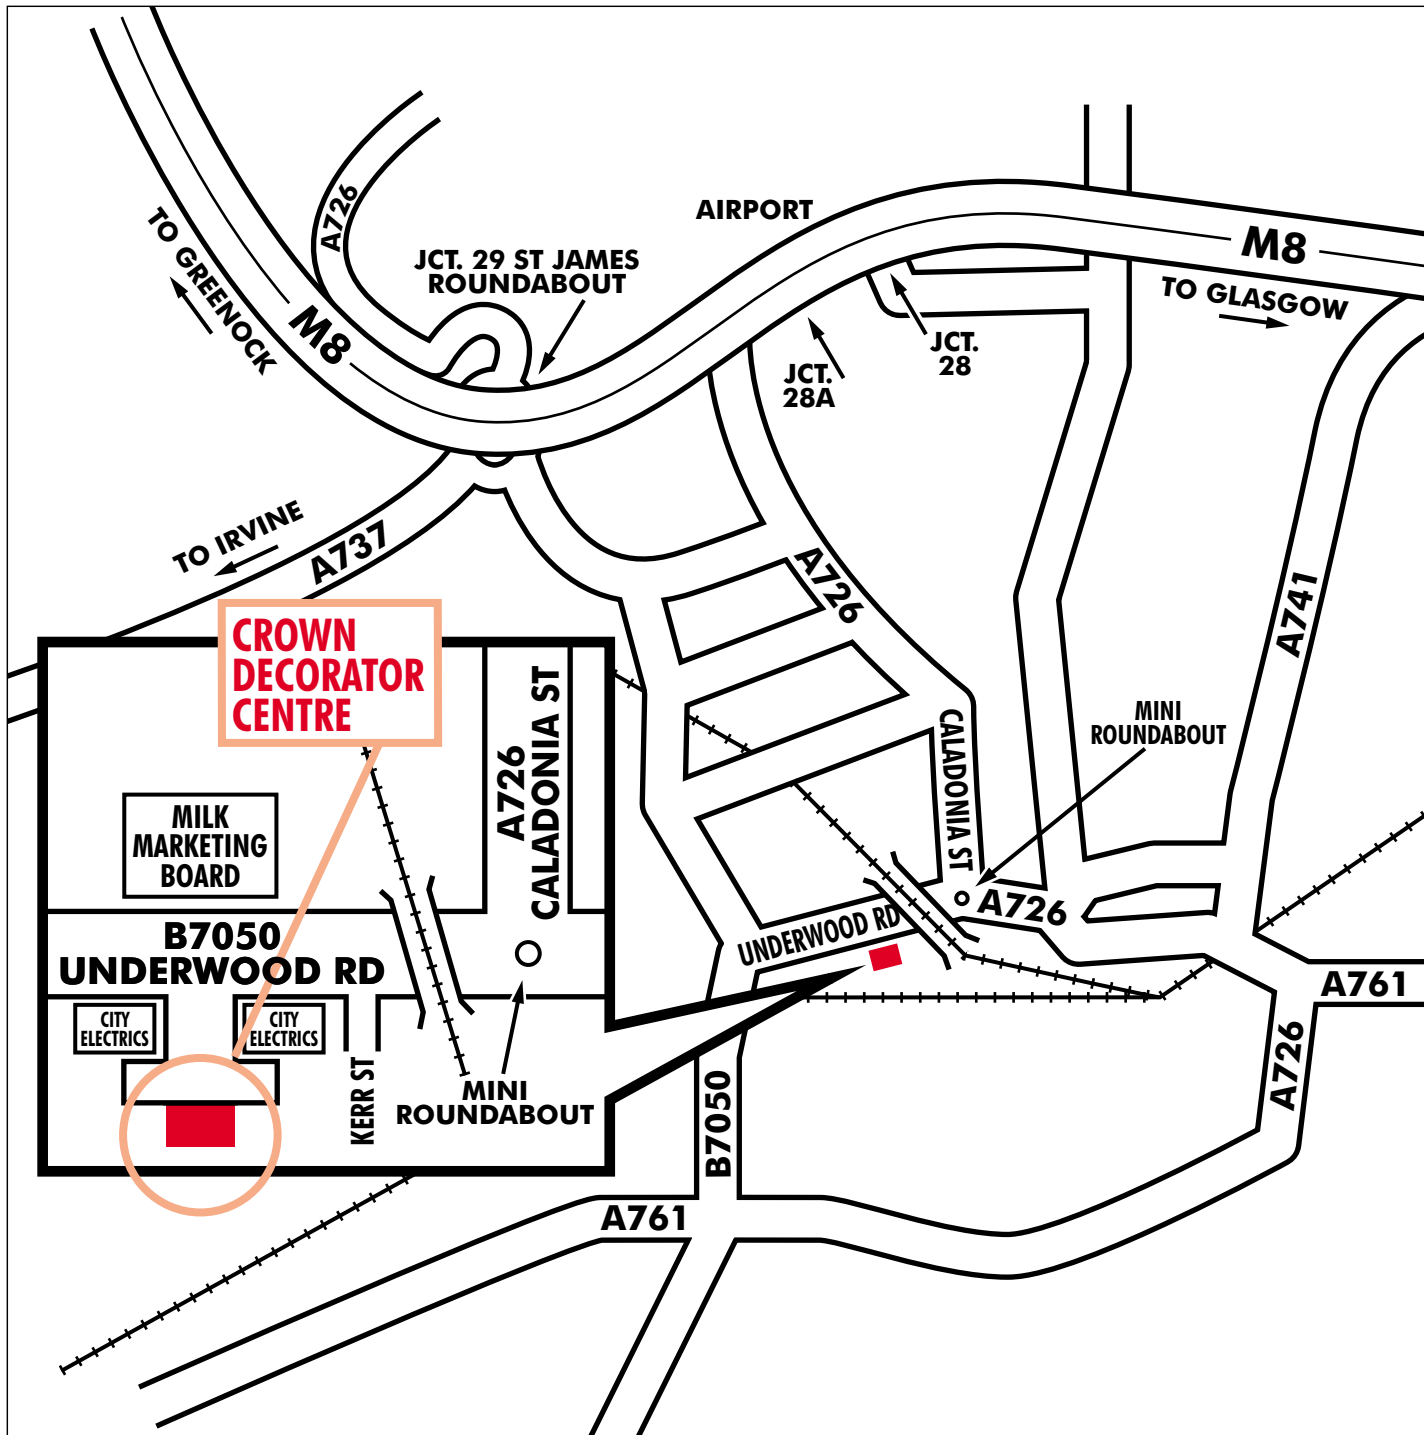 A726
AIRPORT
M8
TO GREENOCK
JCT. 29 ST JAMES
ROUNDABOUT
M8
TO GLASGOW
JCT.
28
JCT.
28A
TO IRVINE
A737
A726
A741
CROWN
DECORATOR
CENTRE
A726
CALADONIA ST
CALADONIA ST
MINI
ROUNDABOUT
MILK
MARKETING
BOARD
B7050
UNDERWOOD RD
UNDERWOOD RD
A726
A761
CITY
ELECTRICS
CITY
ELECTRICS
KERR ST
MINI
ROUNDABOUT
B7050
A726
A761